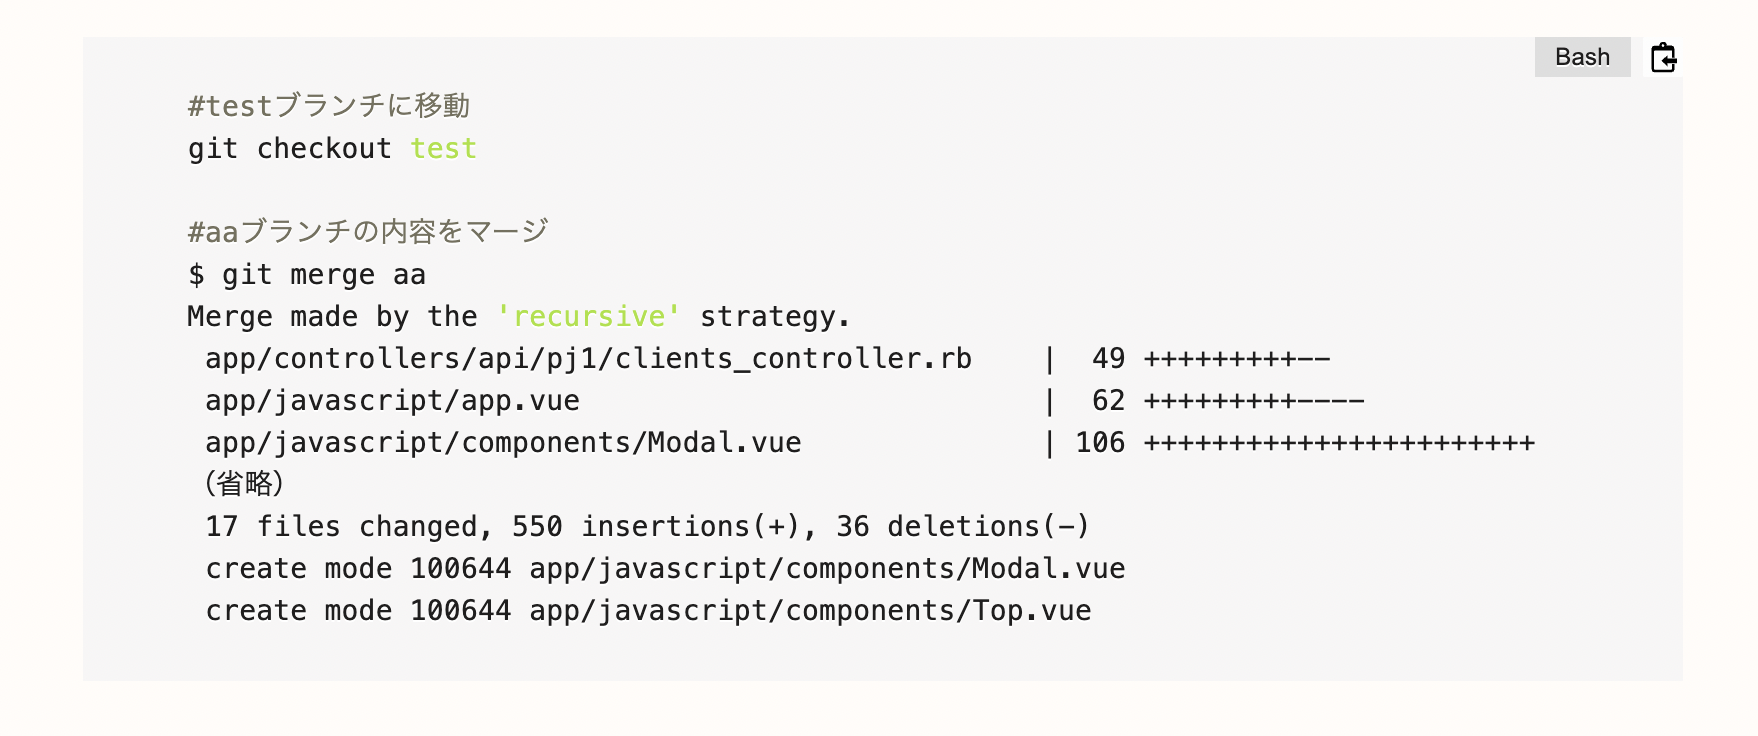 Bash
#testブランチに移動
git checkout test
#aaブランチの内容をマージ
$ git merge aa
Merge made by the 'recursive' strategy.
 app/controllers/api/pj1/clients_controller.rb    |  49 +++++++++--
 app/javascript/app.vue                           |  62 +++++++++----
 app/javascript/components/Modal.vue              | 106 +++++++++++++++++++++++
（省略）
 17 files changed, 550 insertions(+), 36 deletions(-)
 create mode 100644 app/javascript/components/Modal.vue
 create mode 100644 app/javascript/components/Top.vue